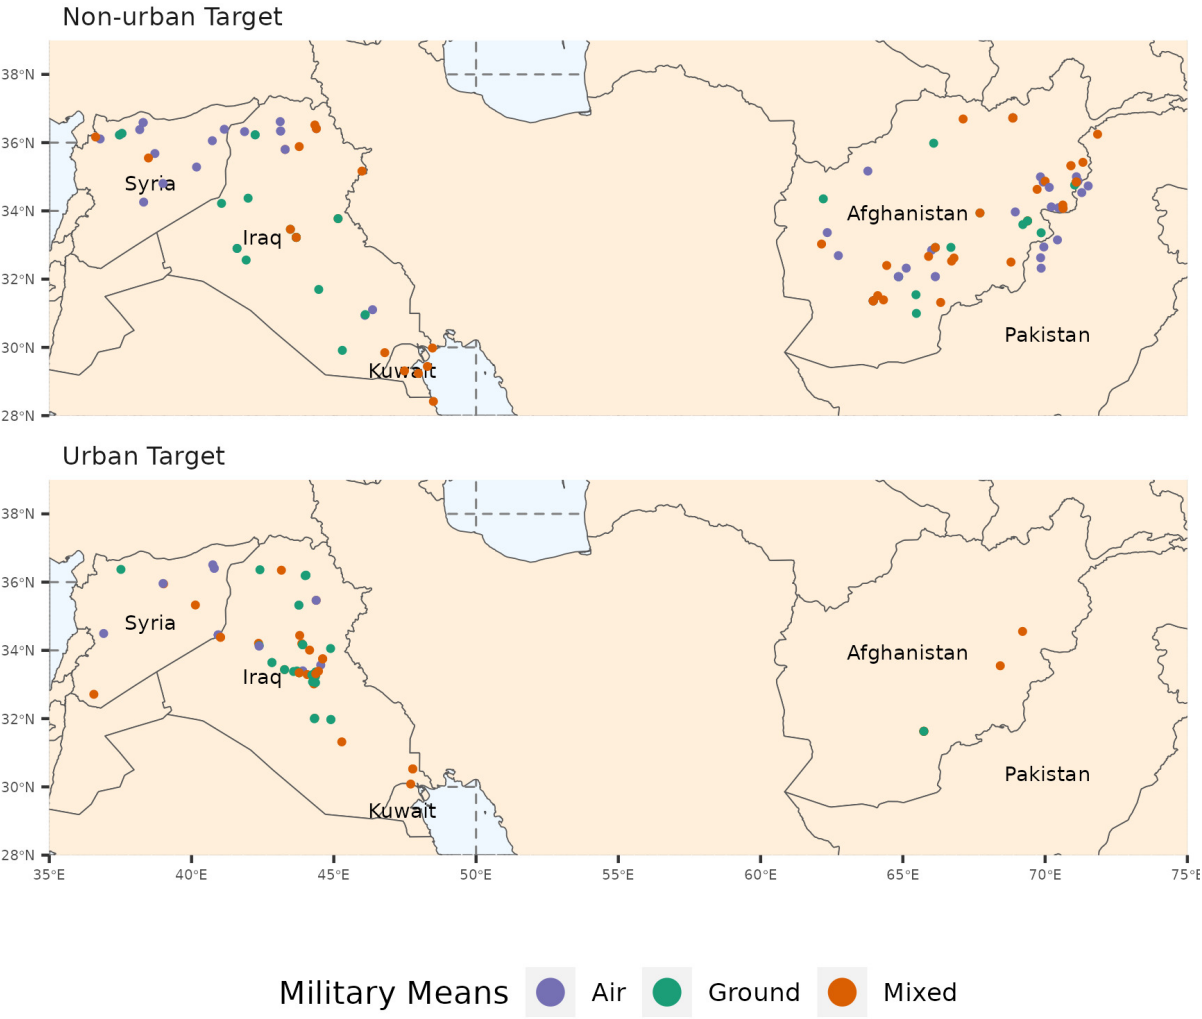 Non-urban Target
38°N
36°N
Syria
34°N
Afghanistan
Iraq
32°N
Pakistan
30°N
Kuwait
28°N
Urban Target
38°N
36°N
Syria
34°N
Afghanistan
Iraq
32°N
Pakistan
30°N
Kuwait
28°N
35°E 40°E 45°E 50°E 55°E 60°E 65°E 70°E 75°E
Military Means Air Ground Mixed